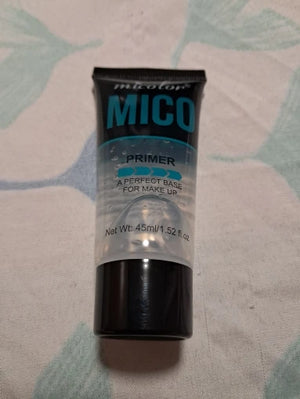 micolor
MICO
PRIMER
A PERFECT BASE
FOR MAKE UP
Net Wt: 45ml/1.52 fl.oz